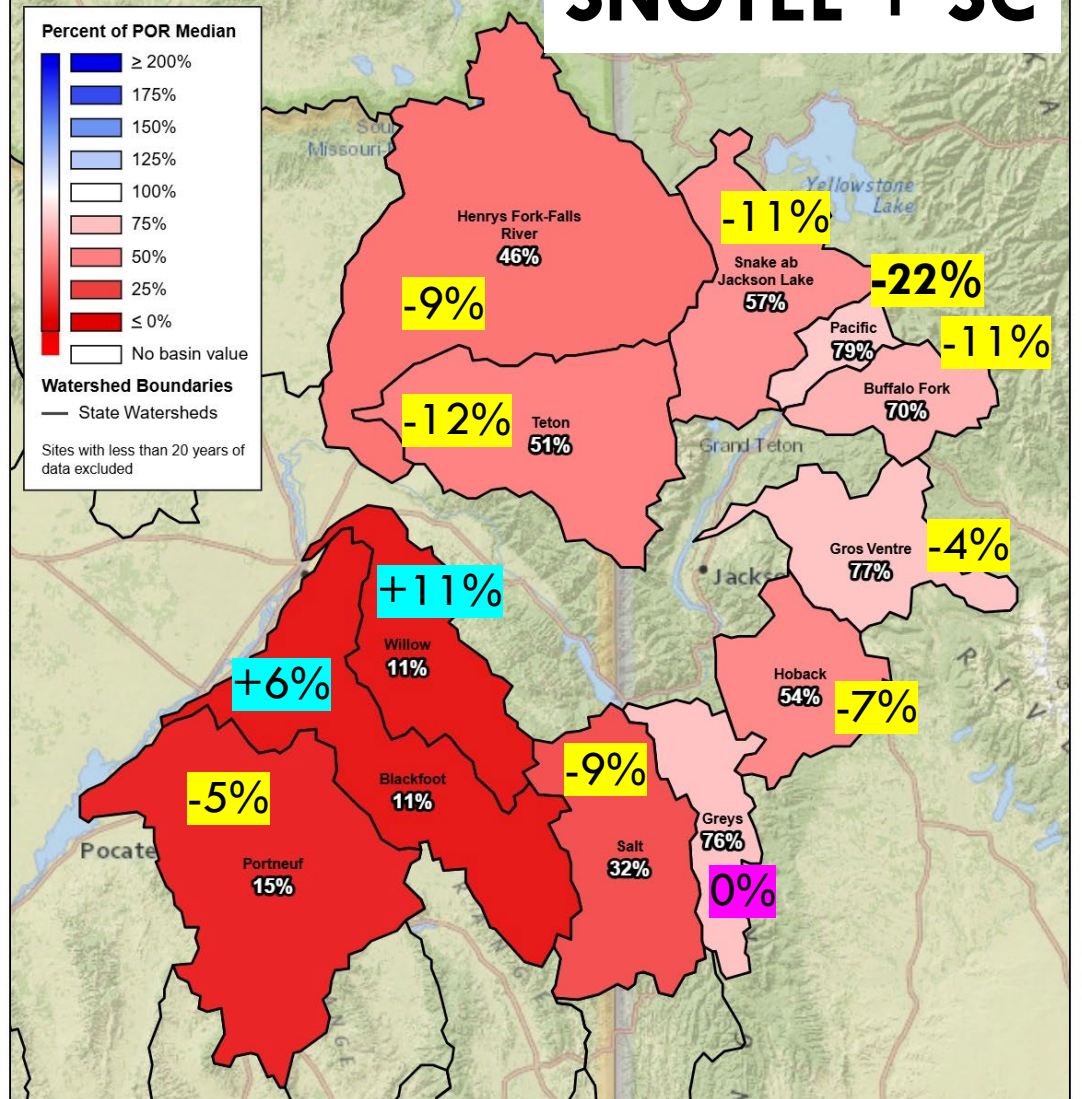 SNOTEL + SC
Percent of POR Median
≥ 200%
175%
150%
125%
100%
75%
50%
25%
≤ 0%
No basin value
Watershed Boundaries
State Watersheds
Sites with less than 20 years of
data excluded
Yellowstone
Lake
Henrys Fork-Falls
River
46%
-9%
-11%
Snake ab
Jackson Lake
57%
-22%
Pacific
79%
-11%
Buffalo Fork
70%
-12%
Teton
51%
Grand Teton
Gros Ventre
77%
-4%
Jackso
+11%
Willow
11%
+6%
Hoback
54%
-7%
-9%
-5%
Blackfoot
11%
Greys
76%
Salt
32%
0%
Pocate
Portneuf
15%